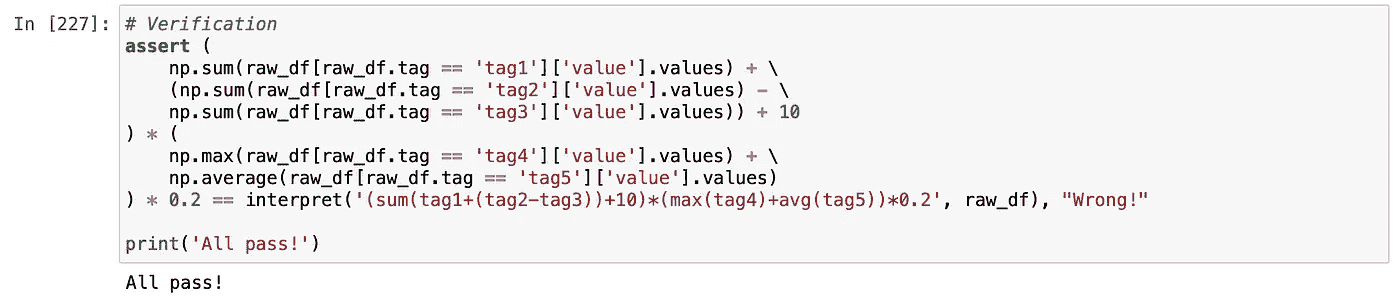 In [227]: # Verification
assert (
    np.sum(raw_df[raw_df.tag == 'tag1']['value'].values) + \
    (np.sum(raw_df[raw_df.tag == 'tag2']['value'].values) - \
    np.sum(raw_df[raw_df.tag == 'tag3']['value'].values)) + 10
) * (
    np.max(raw_df[raw_df.tag == 'tag4']['value'].values) + \
    np.average(raw_df[raw_df.tag == 'tag5']['value'].values)
) * 0.2 == interpret('(sum(tag1+(tag2-tag3))+10)*(max(tag4)+avg(tag5))*0.2', raw_df), "Wrong!"
print('All pass!')
All pass!